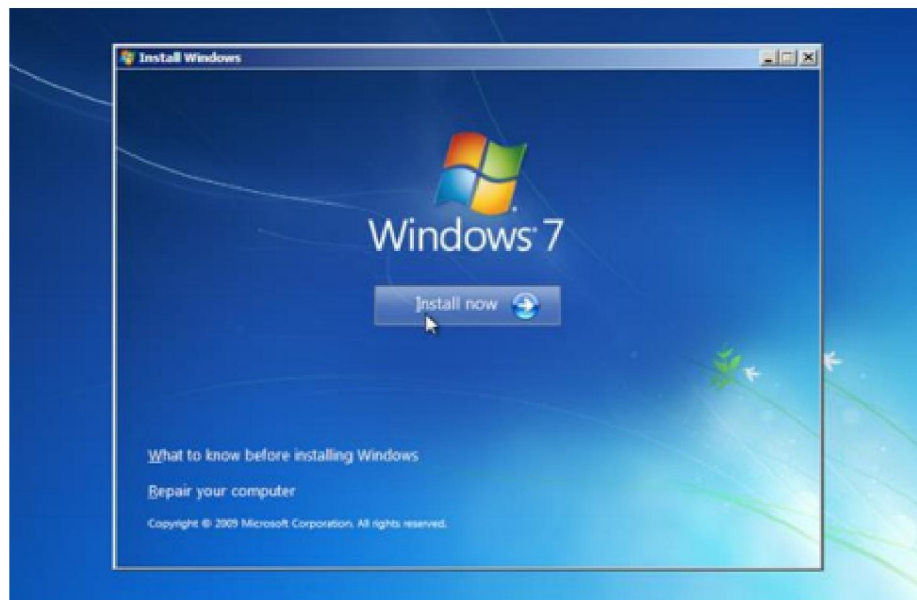 Install Windows
Windows 7
Install now
What to know before installing Windows
Repair your computer
Copyright © 2009 Microsoft Corporation. All rights reserved.